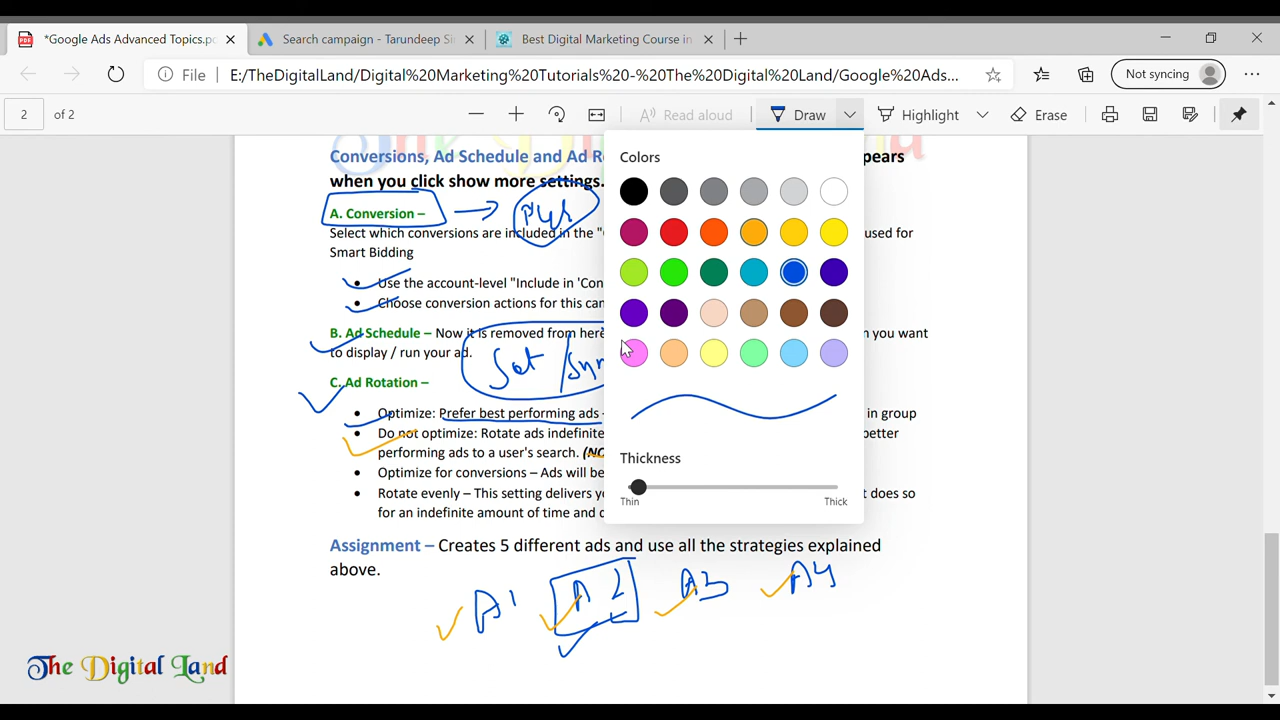 *Google Ads Advanced Topics.pd
Search campaign - Tarundeep Si
Best Digital Marketing Course in
File
E:/TheDigitalLand/Digital%20Marketing%20Tutorials%20-%20The%20Digital%20Land/Google%20Ads...
Not syncing
2
of 2
Read aloud
Draw
Highlight
Erase
Conversions, Ad Schedule and Ad R
pears
when you click show more settings.
A. Conversion –
Select which conversions are included in the "
used for
Smart Bidding
Use the account-level "Include in 'Con
Choose conversion actions for this can
B. Ad Schedule – Now it is removed from here
n you want
to display / run your ad.
Set
C. Ad Rotation –
Optimize: Prefer best performing ads
in group
Do not optimize: Rotate ads indefinite
etter
performing ads to a user's search. (NO
Optimize for conversions – Ads will be
Rotate evenly – This setting delivers yo
t does so
for an indefinite amount of time and
Assignment – Creates 5 different ads and use all the strategies explained
above.
A1 A2 A3 A4
The Digital Land
Colors
Thickness
Thin
Thick